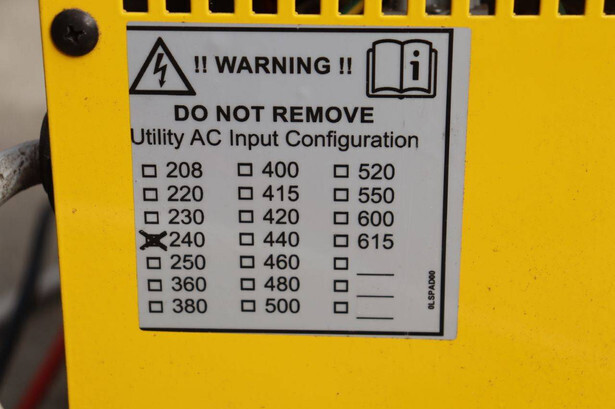 !! WARNING !!
DO NOT REMOVE
Utility AC Input Configuration
208 400 520
220 415 550
230 420 600
240 440 615
250 460
360 480
380 500
0LSPAD00